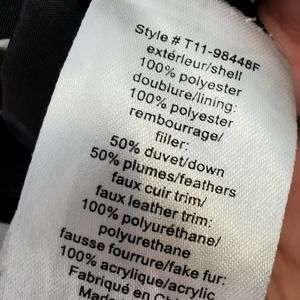 Style # T11-98448F
extérieur/shell
100% polyester
doublure/lining:
100% polyester
rembourrage/
filler:
50% duvet/down
50% plumes/feathers
faux cuir trim/
faux leather trim:
100% polyuréthane/
polyurethane
fausse fourrure/fake fur:
100% acrylique/acrylic
Fabriqué en
Made